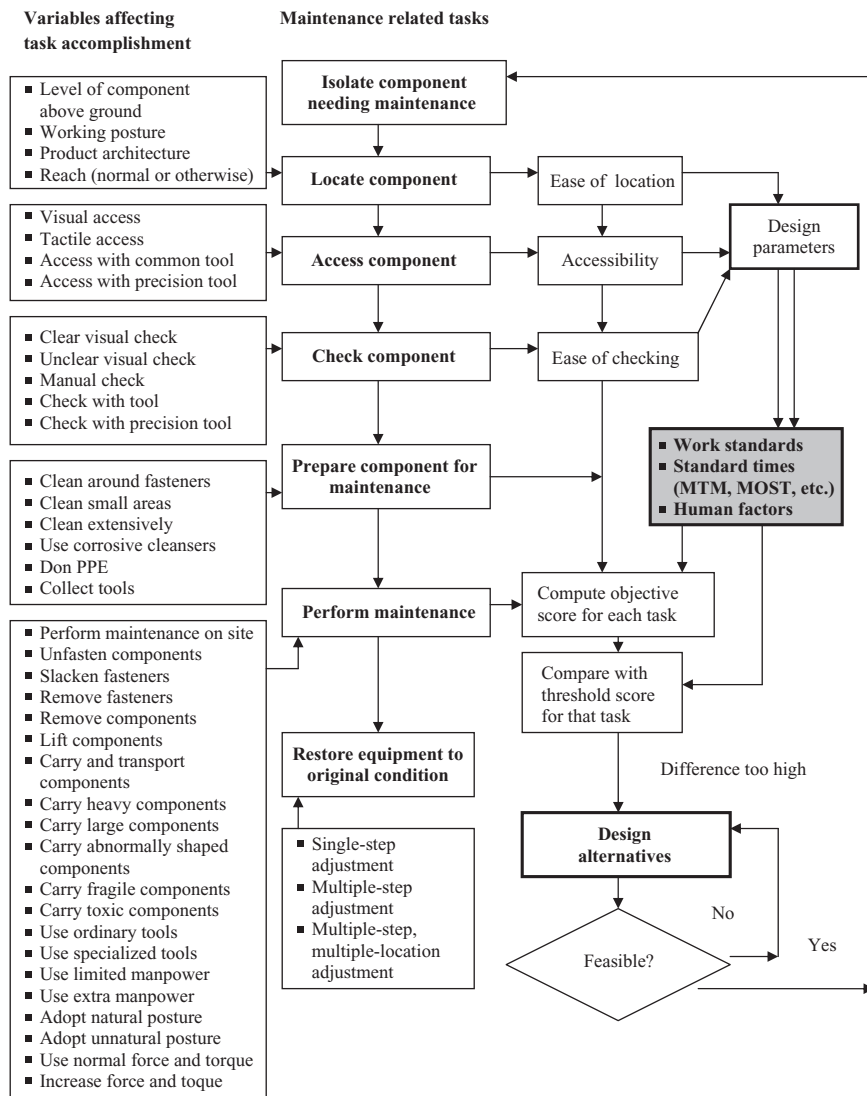 Variables affecting
task accomplishment
Maintenance related tasks
▪ Level of component
above ground
▪ Working posture
▪ Product architecture
▪ Reach (normal or otherwise)
▪ Visual access
▪ Tactile access
▪ Access with common tool
▪ Access with precision tool
▪ Clear visual check
▪ Unclear visual check
▪ Manual check
▪ Check with tool
▪ Check with precision tool
▪ Clean around fasteners
▪ Clean small areas
▪ Clean extensively
▪ Use corrosive cleansers
▪ Don PPE
▪ Collect tools
▪ Perform maintenance on site
▪ Unfasten components
▪ Slacken fasteners
▪ Remove fasteners
▪ Remove components
▪ Lift components
▪ Carry and transport
components
▪ Carry heavy components
▪ Carry large components
▪ Carry abnormally shaped
components
▪ Carry fragile components
▪ Carry toxic components
▪ Use ordinary tools
▪ Use specialized tools
▪ Use limited manpower
▪ Use extra manpower
▪ Adopt natural posture
▪ Adopt unnatural posture
▪ Use normal force and torque
▪ Increase force and toque
Isolate component
needing maintenance
Locate component
Access component
Check component
Prepare component for
maintenance
Perform maintenance
Restore equipment to
original condition
▪ Single-step
adjustment
▪ Multiple-step
adjustment
▪ Multiple-step,
multiple-location
adjustment
Ease of location
Accessibility
Ease of checking
Design
parameters
▪ Work standards
▪ Standard times
(MTM, MOST, etc.)
▪ Human factors
Compute objective
score for each task
Compare with
threshold score
for that task
Difference too high
Design
alternatives
No
Feasible?
Yes